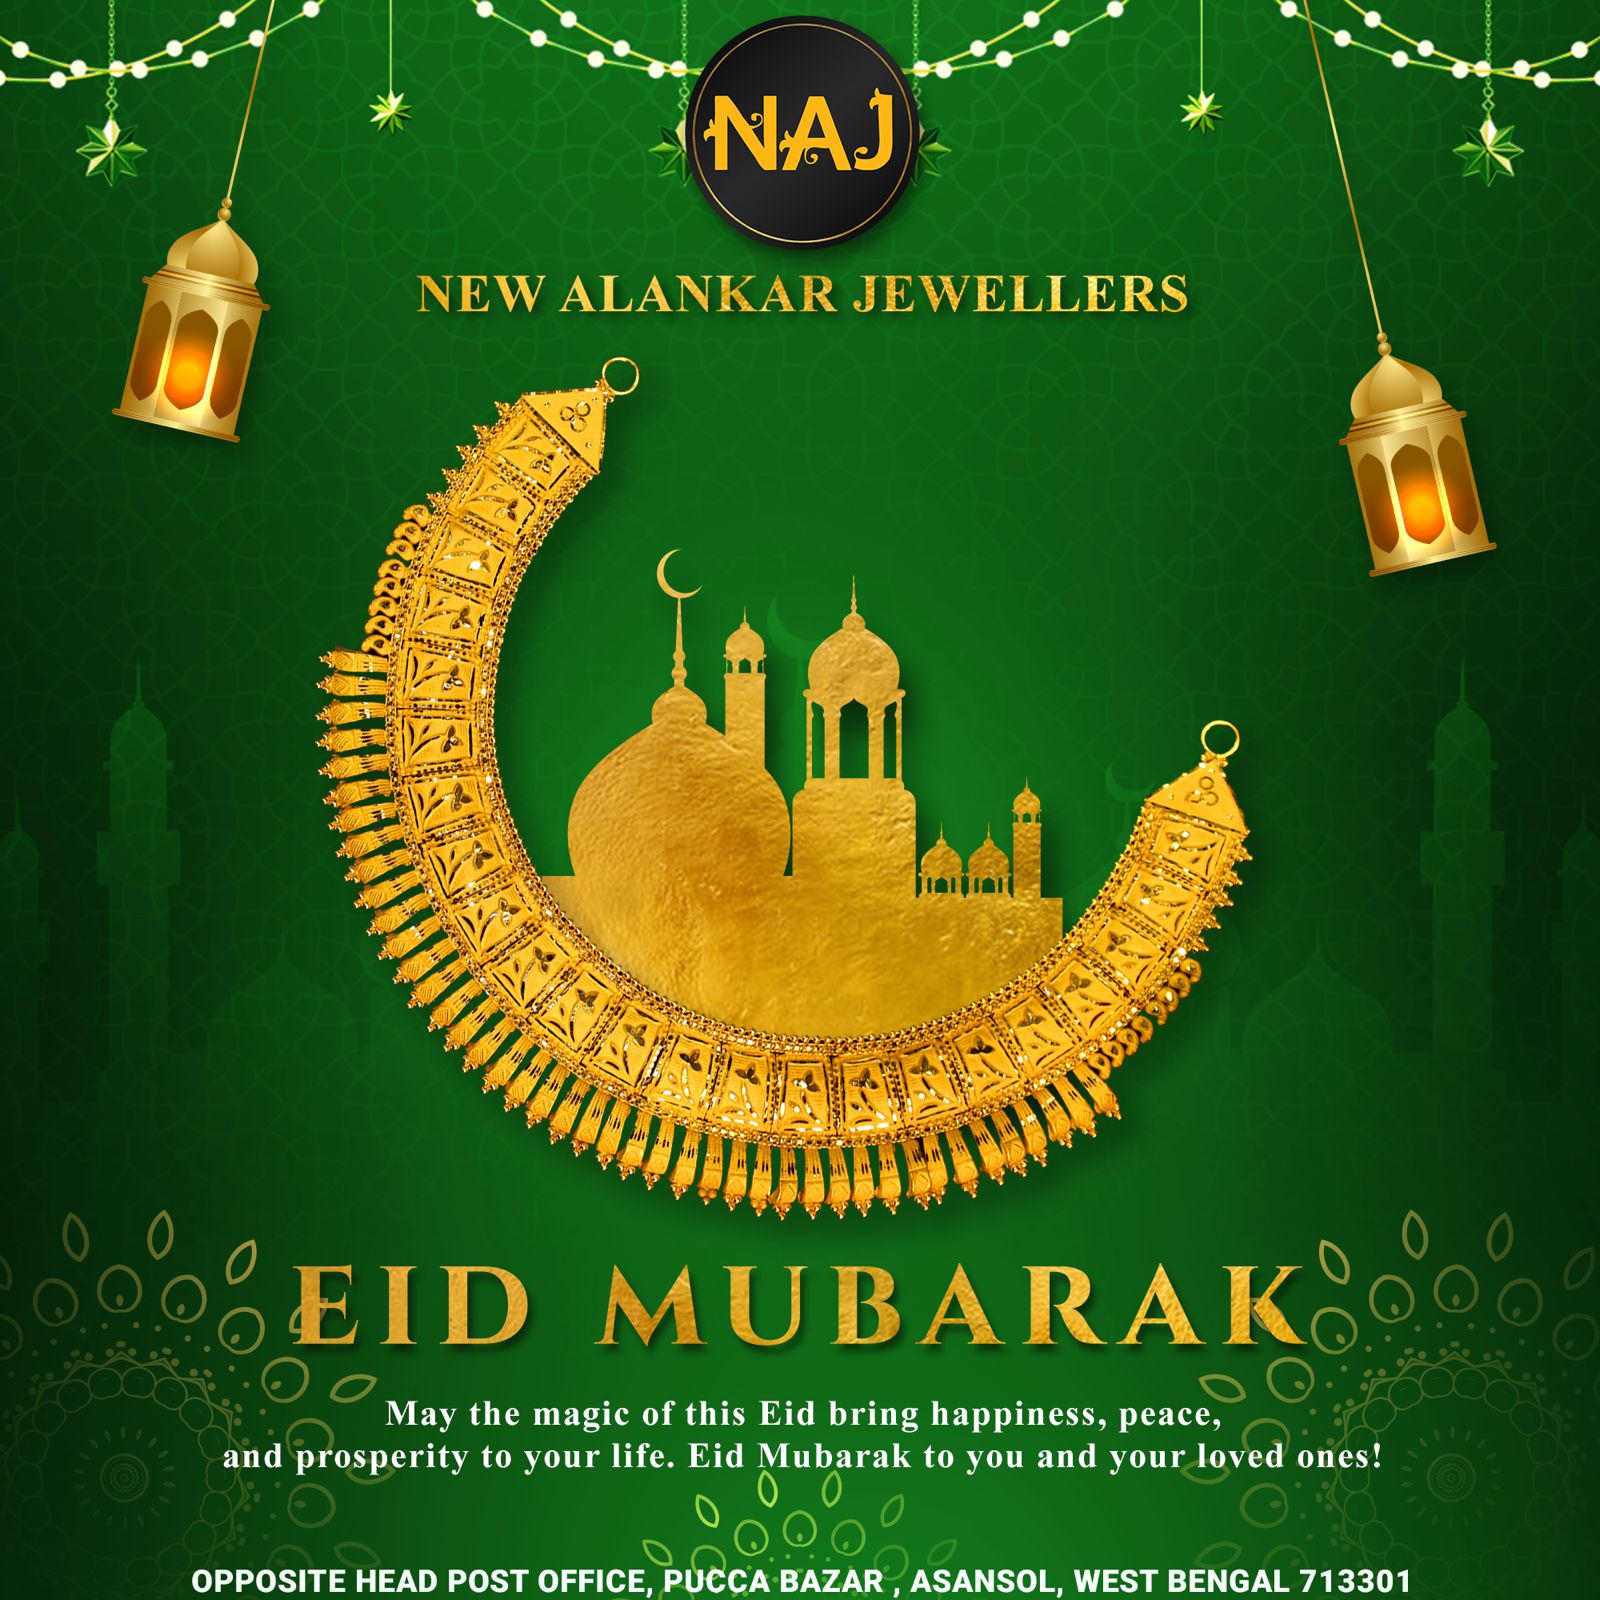 NAJ
NEW ALANKAR JEWELLERS
EID MUBARAK
May the magic of this Eid bring happiness, peace,
and prosperity to your life. Eid Mubarak to you and your loved ones!
OPPOSITE HEAD POST OFFICE, PUCCA BAZAR , ASANSOL, WEST BENGAL 713301